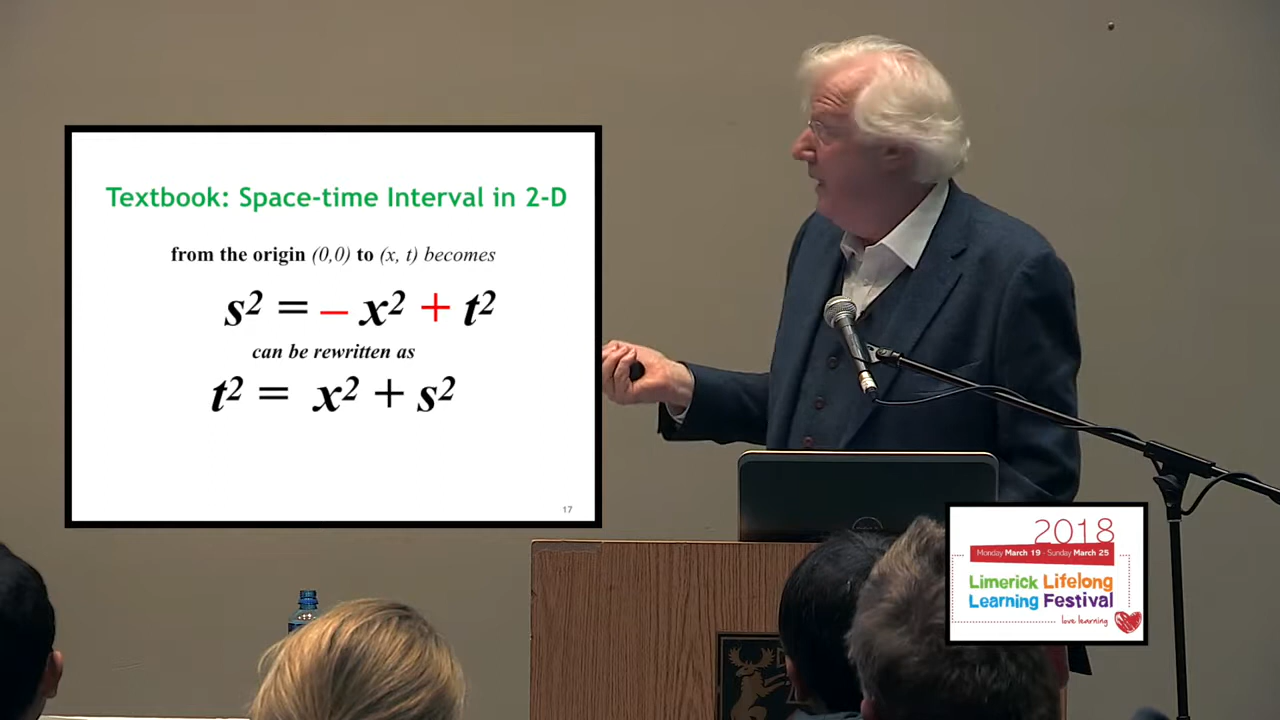 Textbook: Space-time Interval in 2-D
from the origin (0,0) to (x, t) becomes
s² = – x² + t²
can be rewritten as
t² = x² + s²
17
2018
Monday March 19 - Sunday March 25
Limerick Lifelong
Learning Festival
love learning